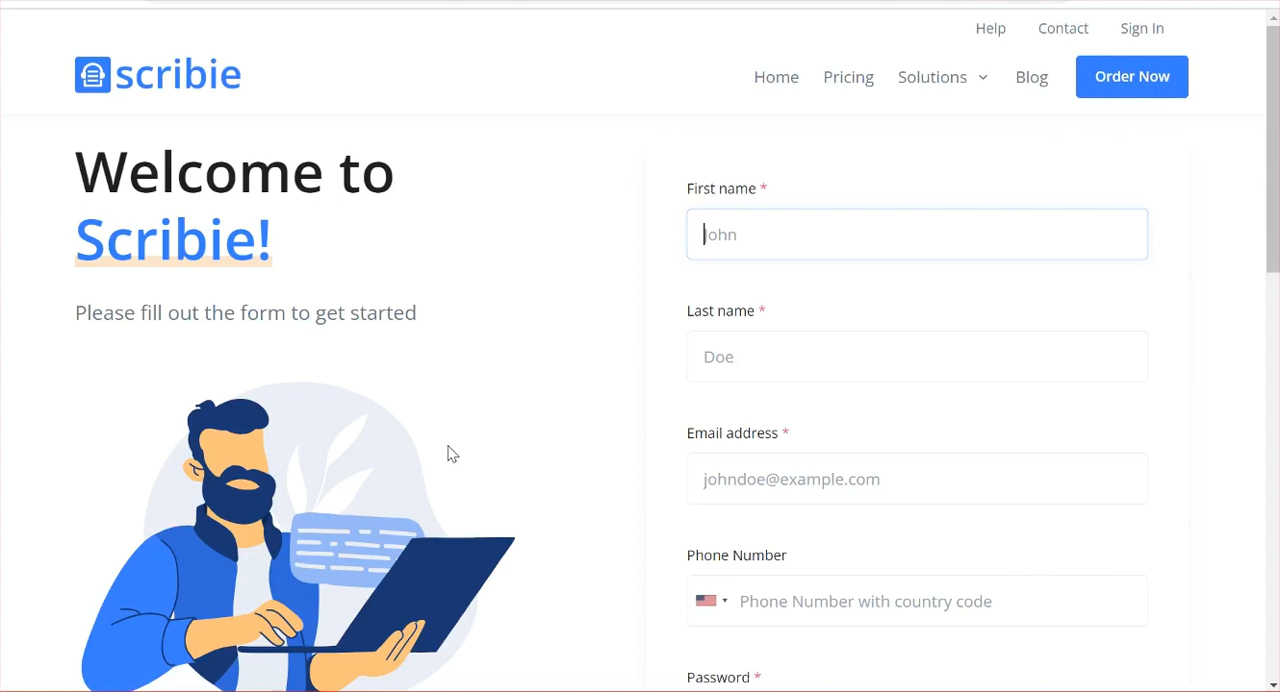 Help Contact Sign In
scribie
Home Pricing Solutions Blog Order Now
Welcome to
Scribie!
Please fill out the form to get started
First name *
John
Last name *
Doe
Email address *
johndoe@example.com
Phone Number
Phone Number with country code
Password *